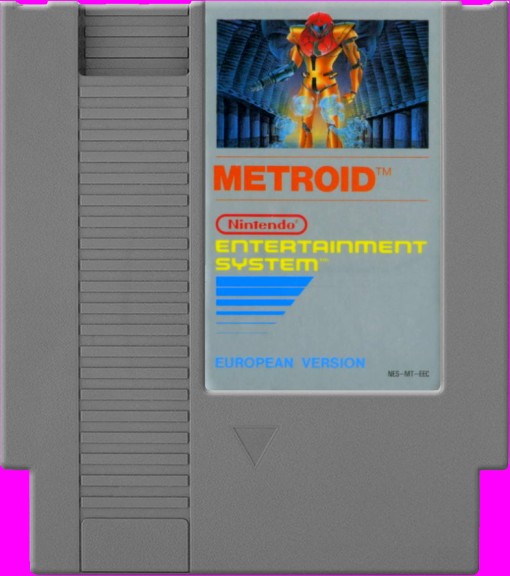 METROID™
Nintendo®
ENTERTAINMENT
SYSTEM™
EUROPEAN VERSION
NES-MT-EEC